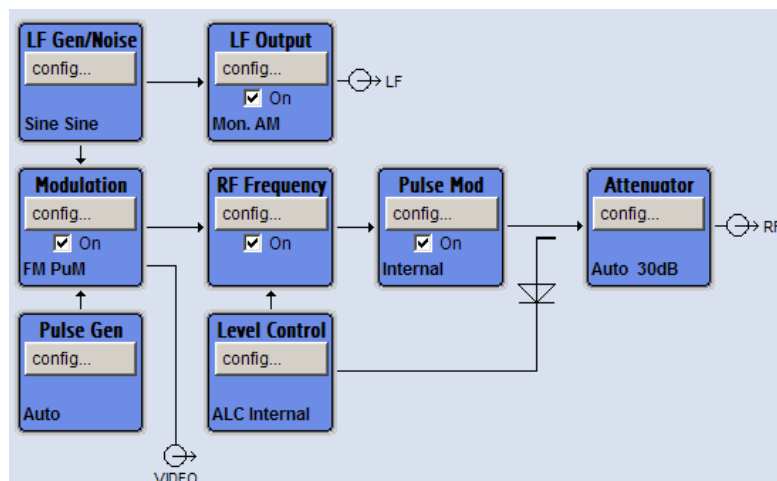 LF Gen/Noise
config...
Sine Sine
LF Output
config...
On
Mon. AM
LF
Modulation
config...
On
FM PuM
RF Frequency
config...
On
Pulse Mod
config...
On
Internal
Attenuator
config...
Auto 30dB
RF
Pulse Gen
config...
Auto
Level Control
config...
ALC Internal
VIDEO